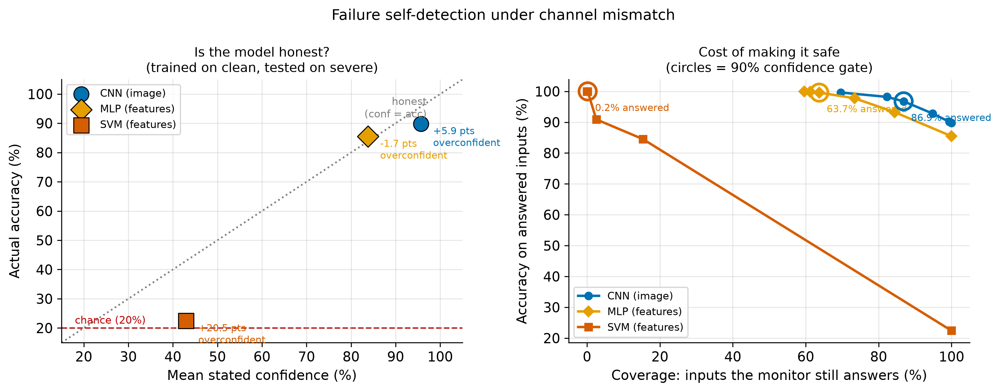 Failure self-detection under channel mismatch
Is the model honest?
(trained on clean, tested on severe)
CNN (image)
MLP (features)
SVM (features)
honest
(conf = acc)
+5.9 pts
overconfident
-1.7 pts
overconfident
chance (20%)
+20.5 pts
overconfident
100
90
80
70
60
50
40
30
20
Actual accuracy (%)
20 30 40 50 60 70 80 90 100
Mean stated confidence (%)
Cost of making it safe
(circles = 90% confidence gate)
0.2% answered
63.7% answered
86.9% answered
100
90
80
70
60
50
40
30
20
Accuracy on answered inputs (%)
CNN (image)
MLP (features)
SVM (features)
0 20 40 60 80 100
Coverage: inputs the monitor still answers (%)